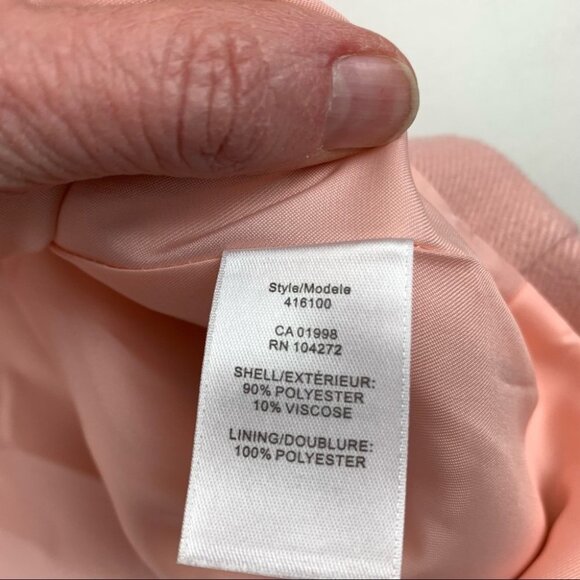 Style/Modele
416100
CA 01998
RN 104272
SHELL/EXTÉRIEUR:
90% POLYESTER
10% VISCOSE
LINING/DOUBLURE:
100% POLYESTER